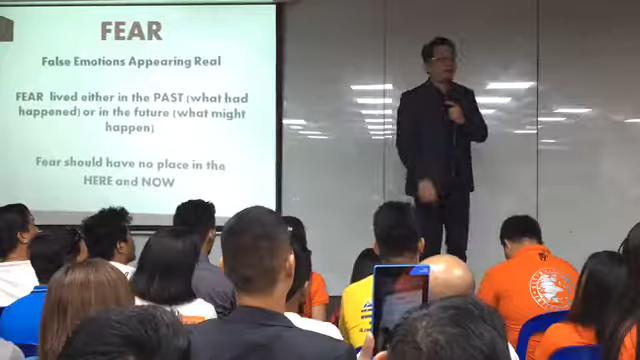 FEAR
False Emotions Appearing Real
FEAR lived either in the PAST (what had
happened) or in the future (what might
happen)
Fear should have no place in the
HERE and NOW